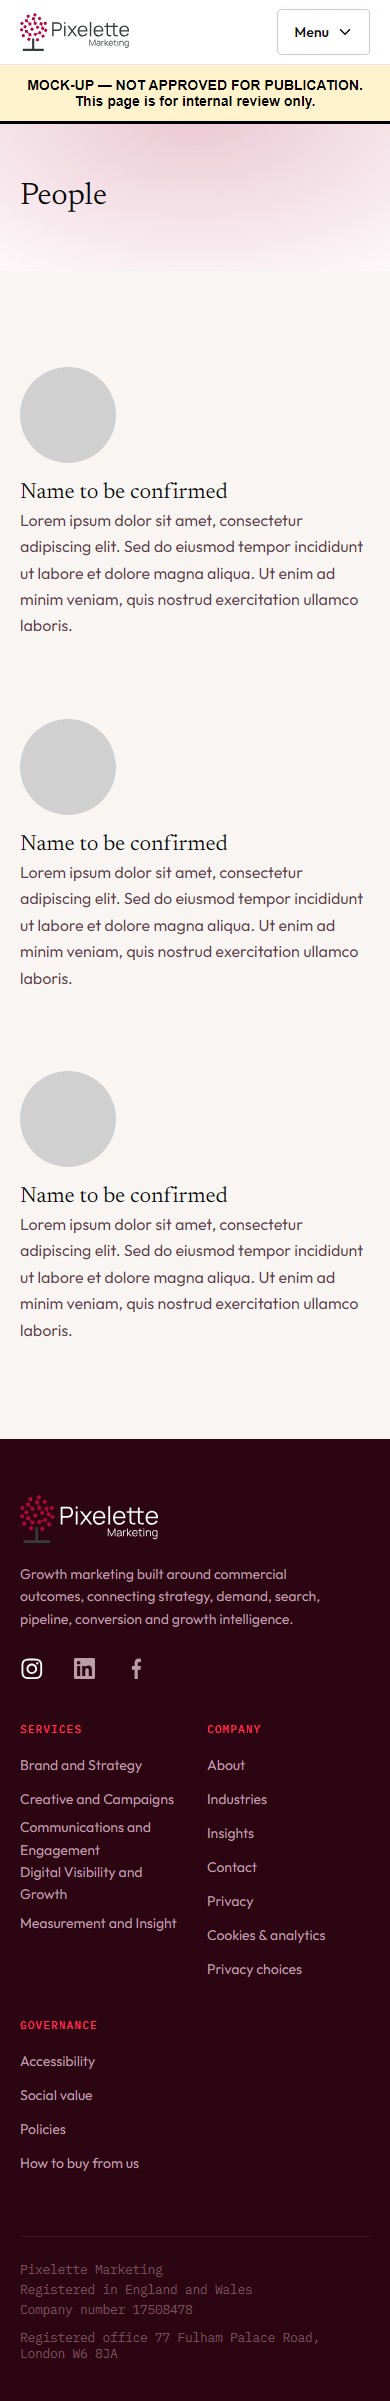 Pixelette
Marketing
Menu
MOCK-UP — NOT APPROVED FOR PUBLICATION.
This page is for internal review only.
People
Name to be confirmed
Lorem ipsum dolor sit amet, consectetur
adipiscing elit. Sed do eiusmod tempor incididunt
ut labore et dolore magna aliqua. Ut enim ad
minim veniam, quis nostrud exercitation ullamco
laboris.
Name to be confirmed
Lorem ipsum dolor sit amet, consectetur
adipiscing elit. Sed do eiusmod tempor incididunt
ut labore et dolore magna aliqua. Ut enim ad
minim veniam, quis nostrud exercitation ullamco
laboris.
Name to be confirmed
Lorem ipsum dolor sit amet, consectetur
adipiscing elit. Sed do eiusmod tempor incididunt
ut labore et dolore magna aliqua. Ut enim ad
minim veniam, quis nostrud exercitation ullamco
laboris.
Pixelette
Marketing
Growth marketing built around commercial
outcomes, connecting strategy, demand, search,
pipeline, conversion and growth intelligence.
SERVICES
Brand and Strategy
Creative and Campaigns
Communications and
Engagement
Digital Visibility and
Growth
Measurement and Insight
COMPANY
About
Industries
Insights
Contact
Privacy
Cookies & analytics
Privacy choices
GOVERNANCE
Accessibility
Social value
Policies
How to buy from us
Pixelette Marketing
Registered in England and Wales
Company number 17508478
Registered office 77 Fulham Palace Road,
London W6 8JA